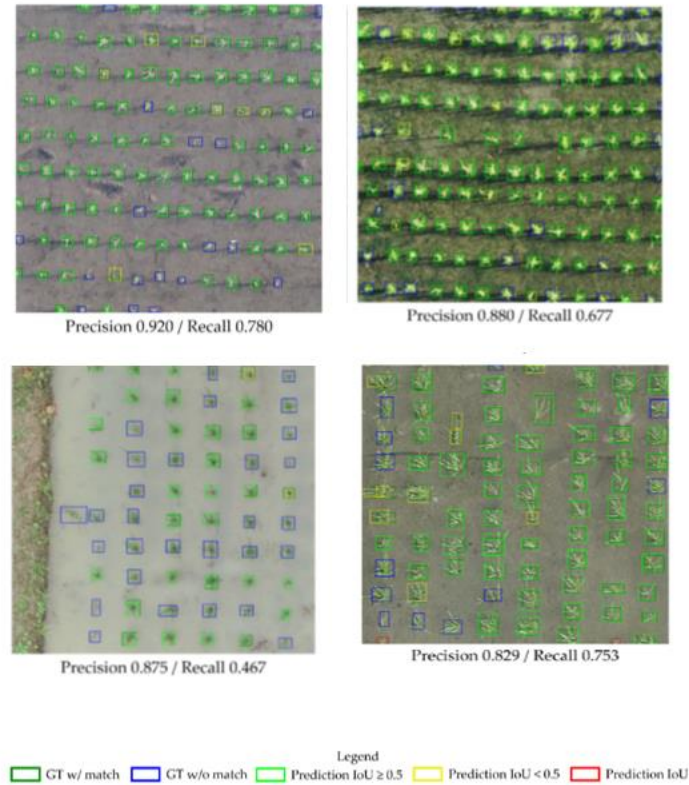 Precision 0.920 / Recall 0.780
Precision 0.880 / Recall 0.677
Precision 0.875 / Recall 0.467
Precision 0.829 / Recall 0.753
Legend
GT w/ match GT w/o match Prediction IoU ≥ 0.5 Prediction IoU < 0.5 Prediction IoU